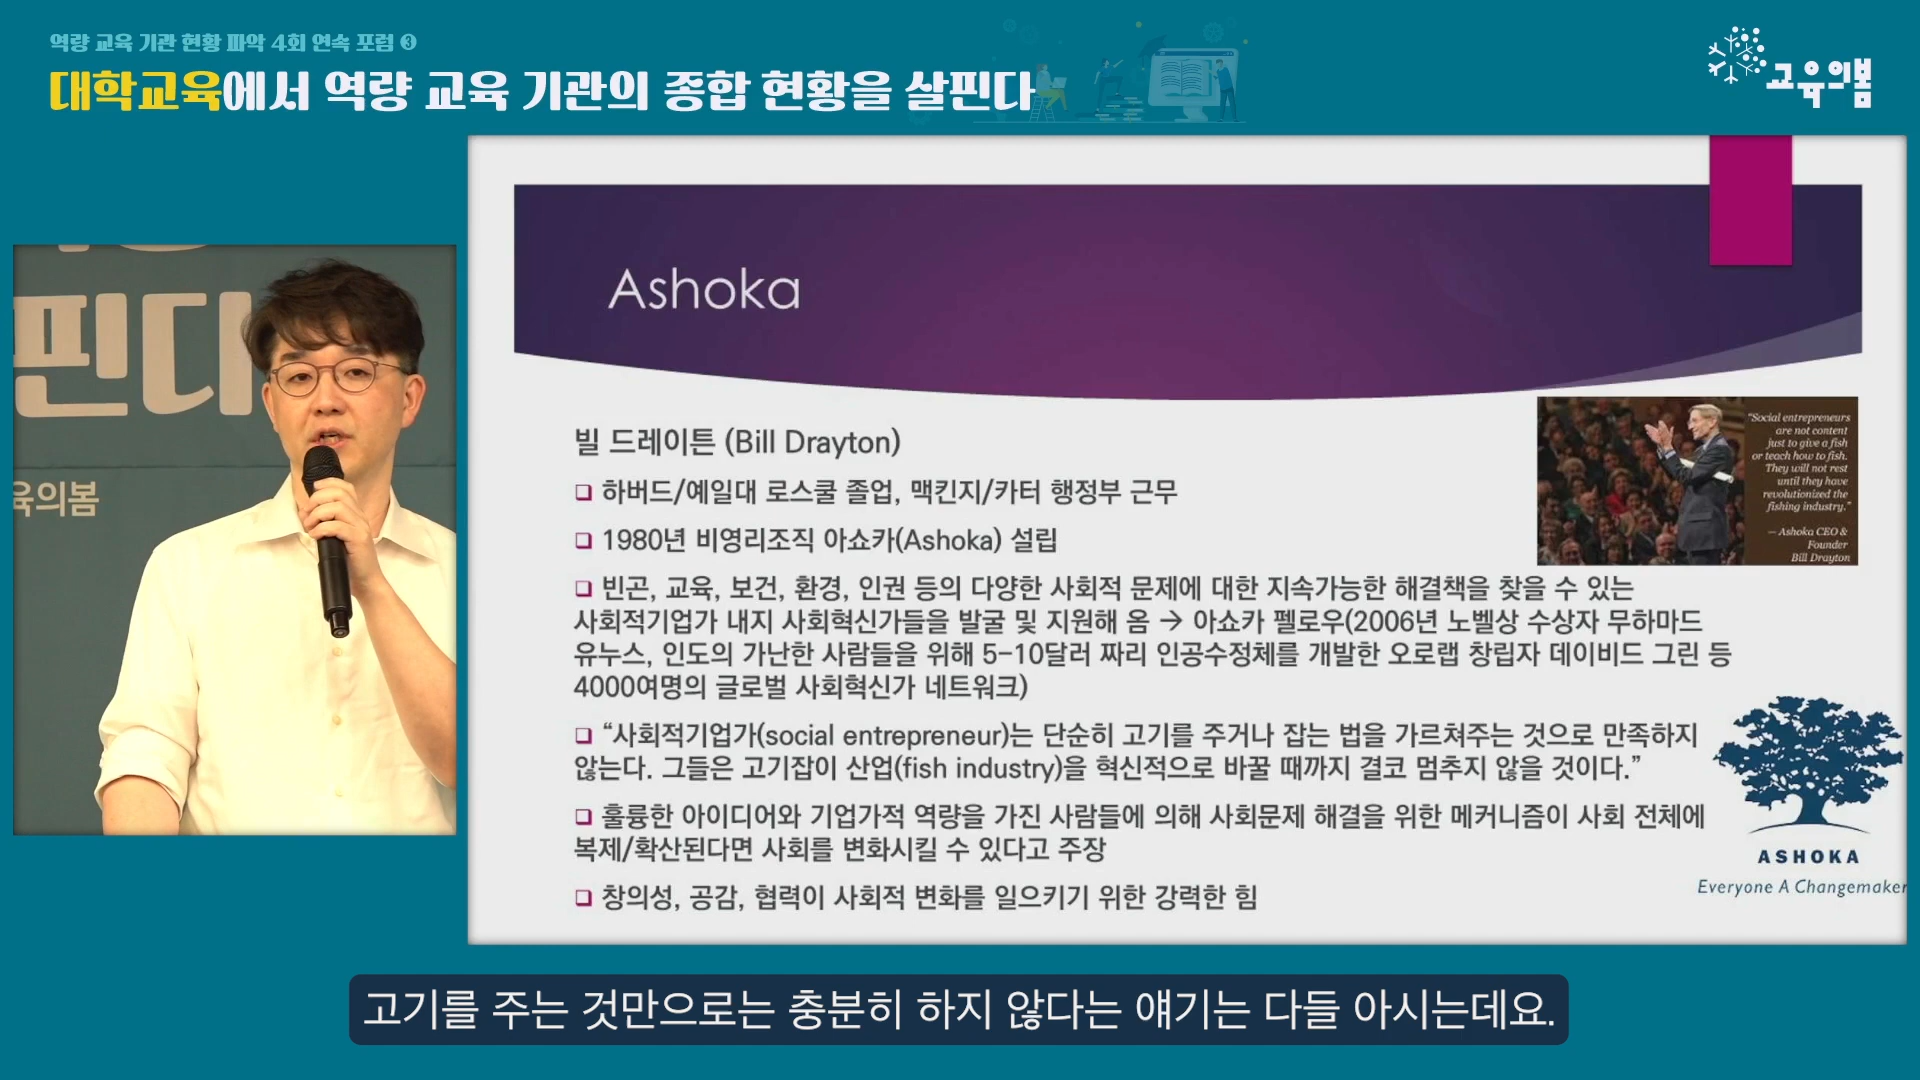 역량 교육 기관 현황 파악 4회 연속 포럼 ❸
대학교육에서 역량 교육 기관의 종합 현황을 살핀다
교육의봄
핀다
육의봄
Ashoka
빌 드레이튼 (Bill Drayton)
❑ 하버드/예일대 로스쿨 졸업, 맥킨지/카터 행정부 근무
❑ 1980년 비영리조직 아쇼카(Ashoka) 설립
❑ 빈곤, 교육, 보건, 환경, 인권 등의 다양한 사회적 문제에 대한 지속가능한 해결책을 찾을 수 있는
사회적기업가 내지 사회혁신가들을 발굴 및 지원해 옴 → 아쇼카 펠로우(2006년 노벨상 수상자 무하마드
유누스, 인도의 가난한 사람들을 위해 5-10달러 짜리 인공수정체를 개발한 오로랩 창립자 데이비드 그린 등
4000여명의 글로벌 사회혁신가 네트워크)
❑ “사회적기업가(social entrepreneur)는 단순히 고기를 주거나 잡는 법을 가르쳐주는 것으로 만족하지
않는다. 그들은 고기잡이 산업(fish industry)을 혁신적으로 바꿀 때까지 결코 멈추지 않을 것이다.”
❑ 훌륭한 아이디어와 기업가적 역량을 가진 사람들에 의해 사회문제 해결을 위한 메커니즘이 사회 전체에
복제/확산된다면 사회를 변화시킬 수 있다고 주장
❑ 창의성, 공감, 협력이 사회적 변화를 일으키기 위한 강력한 힘
"Social entrepreneurs
are not content
just to give a fish
or teach how to fish.
They will not rest
until they have
revolutionized the
fishing industry."
— Ashoka CEO &
Founder
Bill Drayton
ASHOKA
Everyone A Changemaker
고기를 주는 것만으로는 충분히 하지 않다는 얘기는 다들 아시는데요.